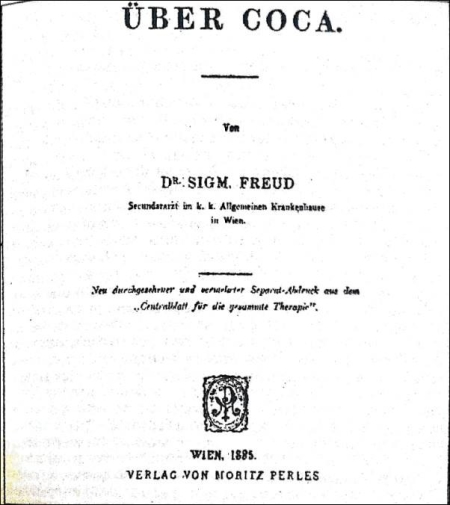 ÜBER COCA.
Von
DR. SIGM. FREUD
Secundararzt im k. k. Allgemeinen Krankenhause
in Wien.
Neu durchgesehener und vermehrter Separat-Abdruck aus dem
„Centralblatt für die gesammte Therapie".
WIEN, 1885.
VERLAG VON MORITZ PERLES